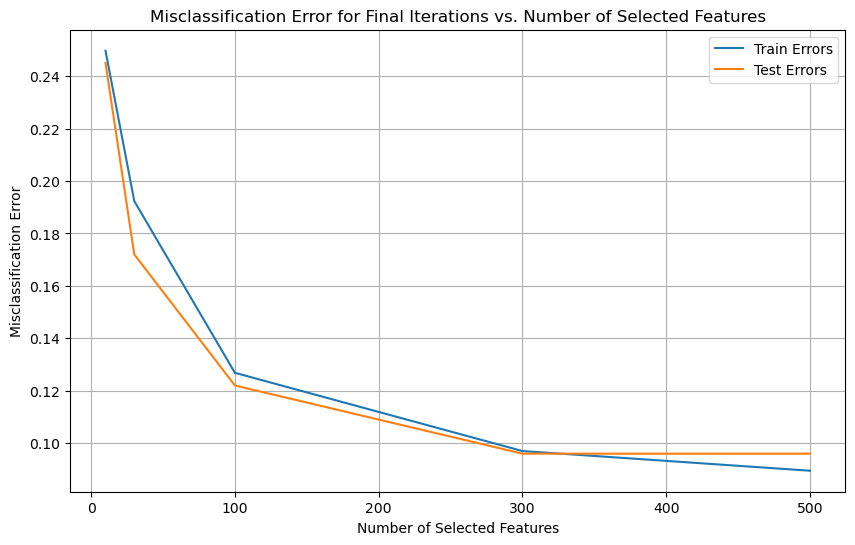 Misclassification Error for Final Iterations vs. Number of Selected Features
Train Errors
Test Errors
Misclassification Error
0.24
0.22
0.20
0.18
0.16
0.14
0.12
0.10
0
100
200
300
400
500
Number of Selected Features